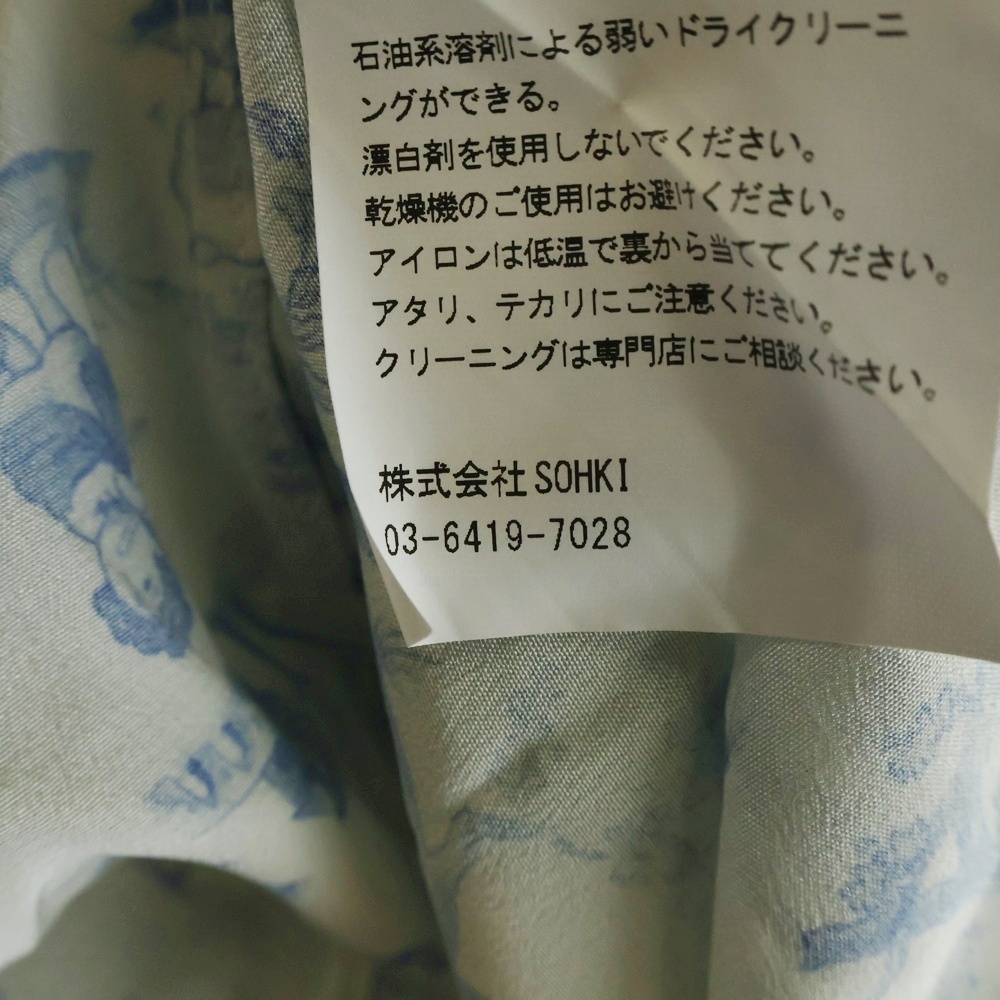 石油系溶剤による弱いドライクリーニ
ングができる。
漂白剤を使用しないでください。
乾燥機のご使用はお避けください。
アイロンは低温で裏から当ててください。
アタリ、テカリにご注意ください。
クリーニングは専門店にご相談ください。
株式会社SOHKI
03-6419-7028